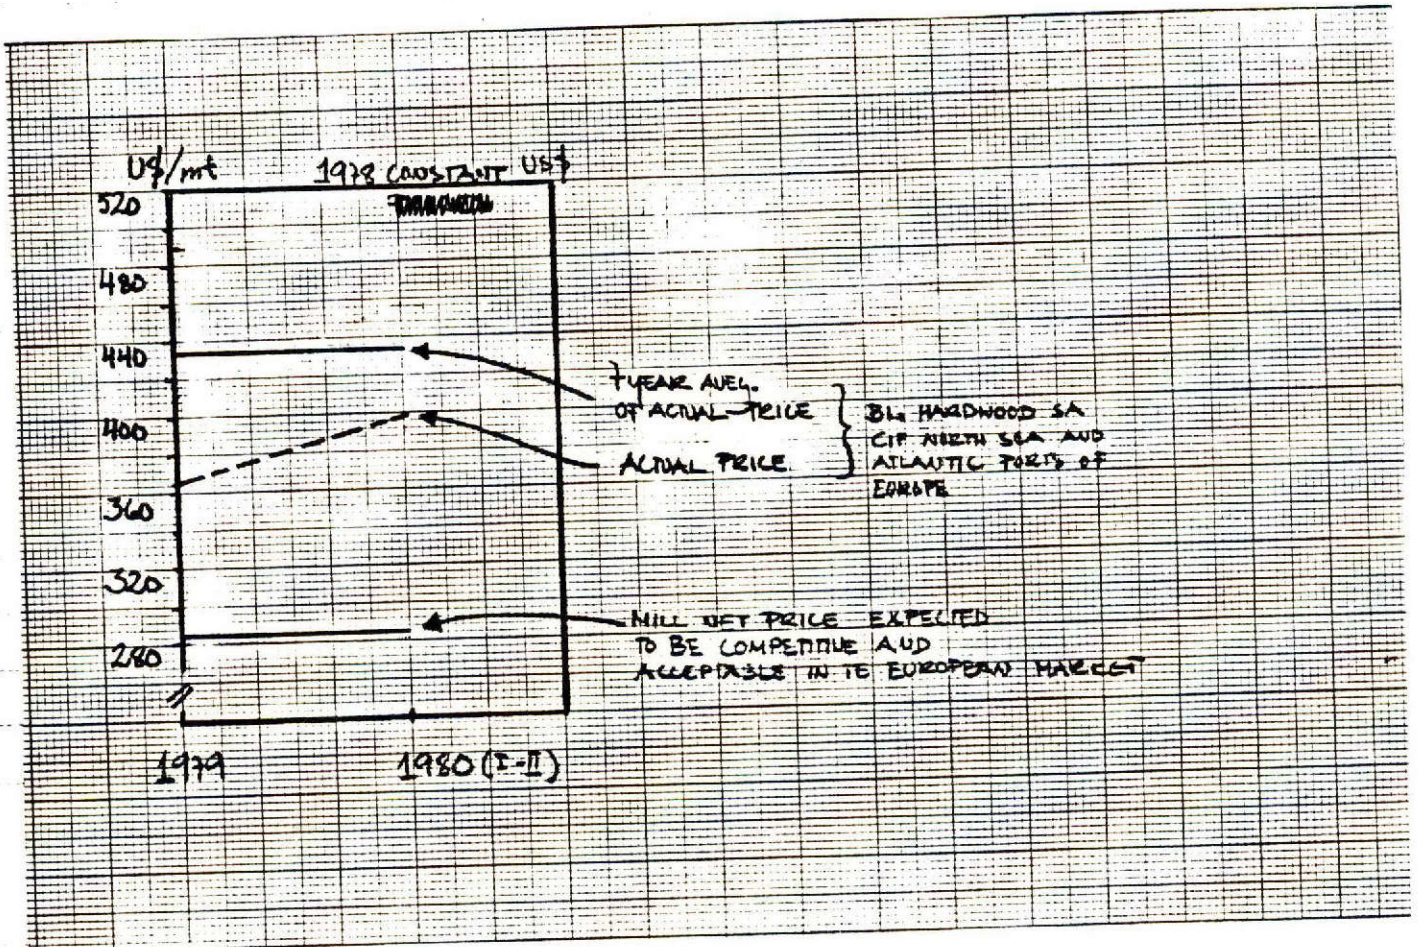 U$/mt
1978 CONSTANT US$
520
480
440
400
360
320
280
1979
1980 (I-II)
7 YEAR AVEG.
OF ACTUAL PRICE
ACTUAL PRICE
BL. HARDWOOD SA
CIF NORTH SEA AND
ATLANTIC PORTS OF
EUROPE
MILL NET PRICE EXPECTED
TO BE COMPETITIVE AND
ACCEPTABLE IN TE EUROPEAN MARKET